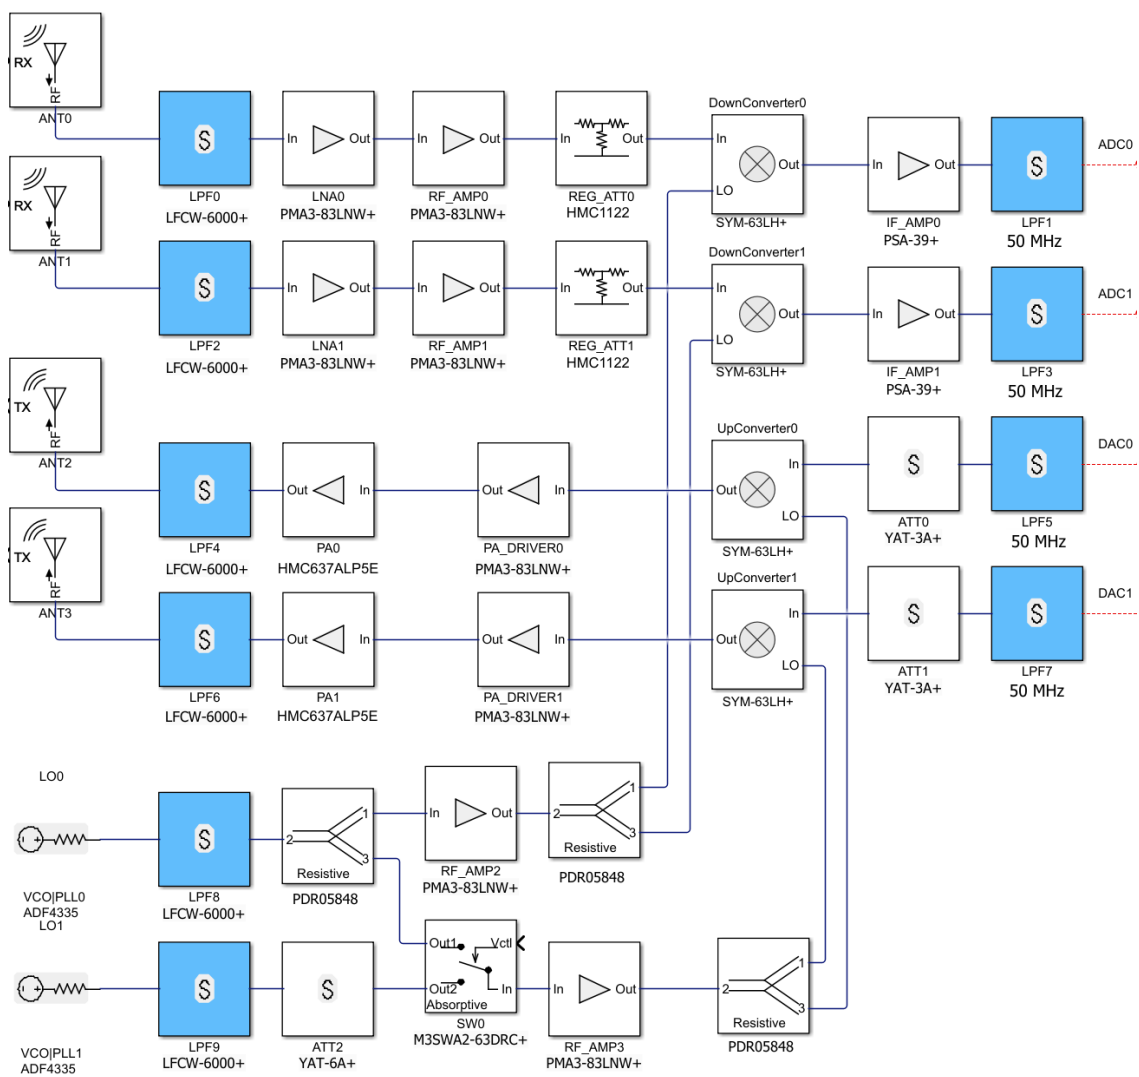 RX
RF
ANT0
In Out
In Out
In Out
DownConverter0
In
Out
LO
In Out
ADC0
LPF0
LFCW-6000+
LNA0
PMA3-83LNW+
RF_AMP0
PMA3-83LNW+
REG_ATT0
HMC1122
SYM-63LH+
IF_AMP0
PSA-39+
LPF1
50 MHz
RX
RF
ANT1
In Out
In Out
In Out
DownConverter1
In
Out
LO
In Out
ADC1
LPF2
LFCW-6000+
LNA1
PMA3-83LNW+
RF_AMP1
PMA3-83LNW+
REG_ATT1
HMC1122
SYM-63LH+
IF_AMP1
PSA-39+
LPF3
50 MHz
TX
RF
ANT2
Out In
Out In
UpConverter0
In
Out
LO
DAC0
LPF4
LFCW-6000+
PA0
HMC637ALP5E
PA_DRIVER0
PMA3-83LNW+
SYM-63LH+
ATT0
YAT-3A+
LPF5
50 MHz
TX
RF
ANT3
Out In
Out In
UpConverter1
In
Out
LO
DAC1
LPF6
LFCW-6000+
PA1
HMC637ALP5E
PA_DRIVER1
PMA3-83LNW+
SYM-63LH+
ATT1
YAT-3A+
LPF7
50 MHz
LO0
VCO|PLL0
ADF4335
LPF8
LFCW-6000+
2
1
3
Resistive
PDR05848
In Out
RF_AMP2
PMA3-83LNW+
2
1
3
Resistive
PDR05848
LO1
VCO|PLL1
ADF4335
LPF9
LFCW-6000+
ATT2
YAT-6A+
Out1 Vctl
Out2 In
Absorptive
SW0
M3SWA2-63DRC+
In Out
RF_AMP3
PMA3-83LNW+
2
1
3
Resistive
PDR05848